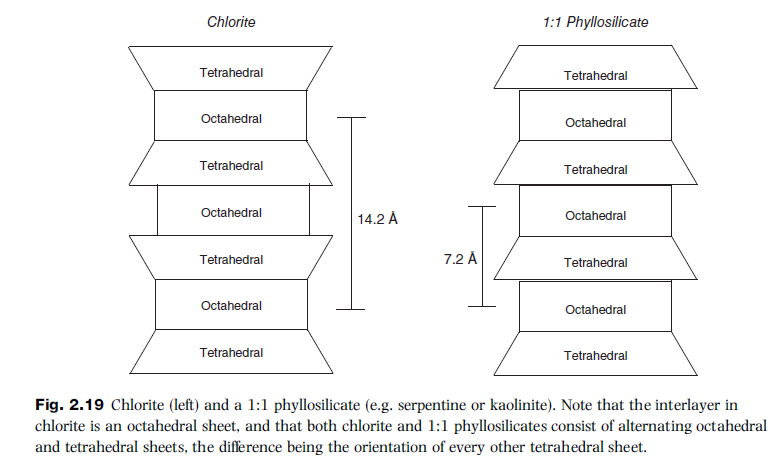 Chlorite
1:1 Phyllosilicate
Tetrahedral
Octahedral
Tetrahedral
Octahedral
Tetrahedral
Octahedral
Tetrahedral
14.2 Å
Tetrahedral
Octahedral
Tetrahedral
Octahedral
Tetrahedral
Octahedral
Tetrahedral
7.2 Å
Fig. 2.19 Chlorite (left) and a 1:1 phyllosilicate (e.g. serpentine or kaolinite). Note that the interlayer in
chlorite is an octahedral sheet, and that both chlorite and 1:1 phyllosilicates consist of alternating octahedral
and tetrahedral sheets, the difference being the orientation of every other tetrahedral sheet.